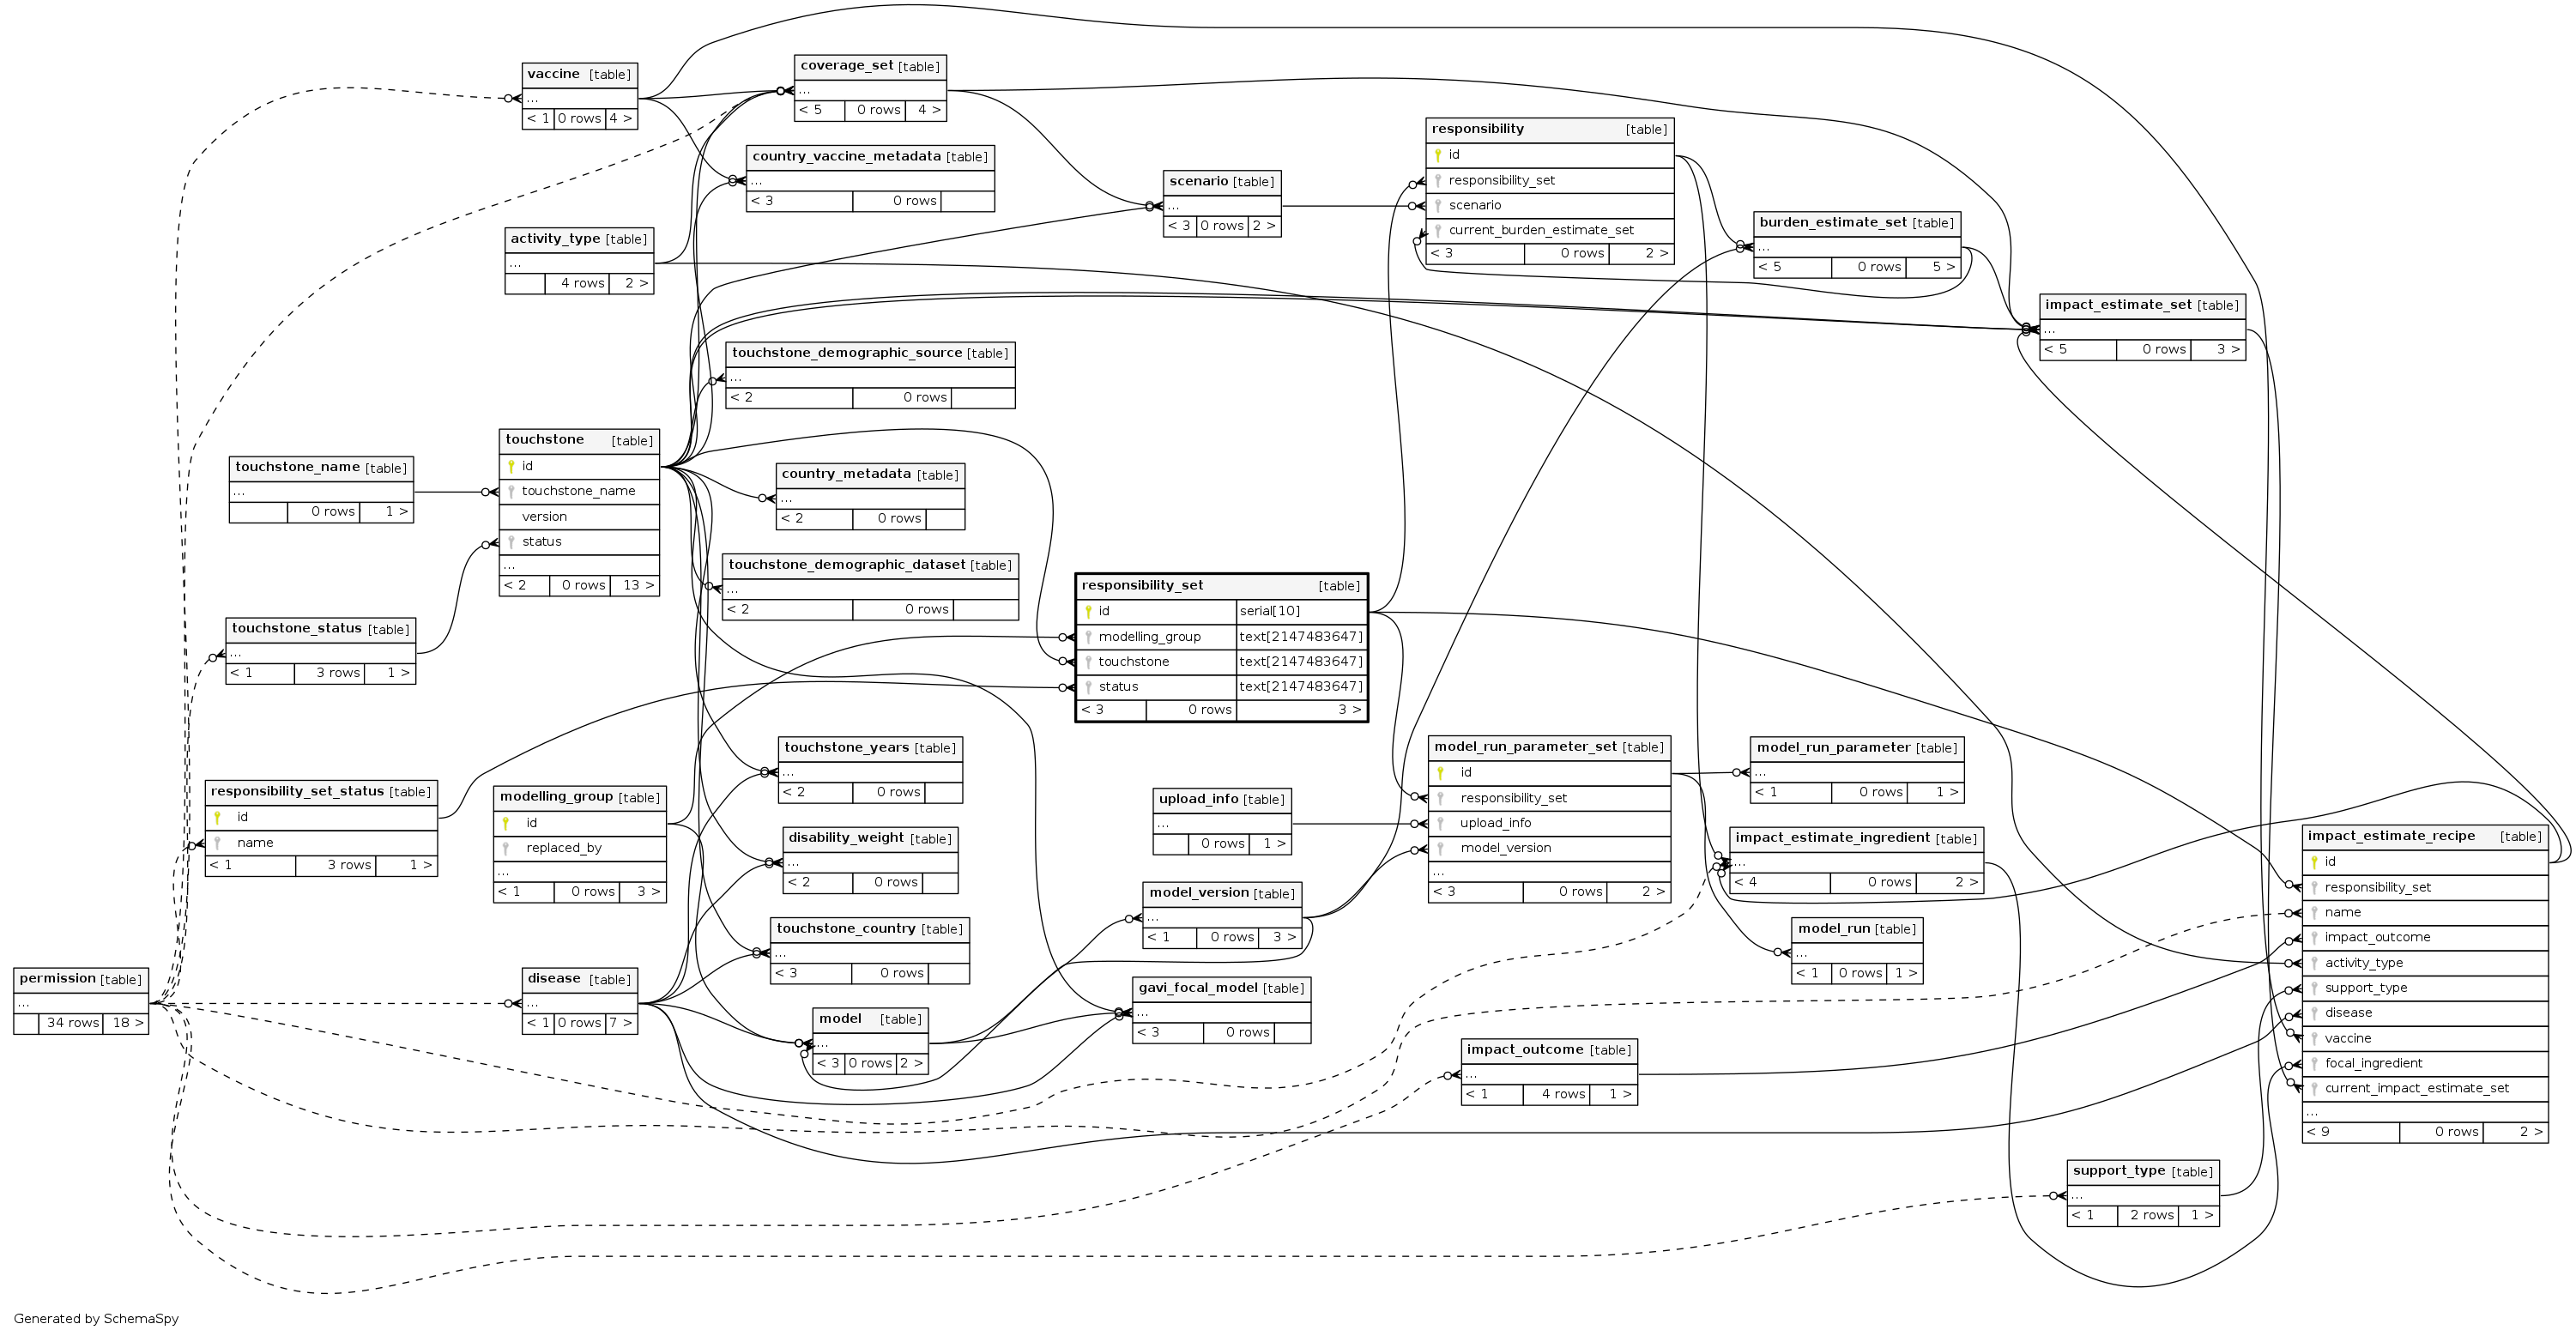 vaccine [table]
...
< 1 0 rows 4 >
coverage_set [table]
...
< 5 0 rows 4 >
country_vaccine_metadata [table]
...
< 3 0 rows
activity_type [table]
...
4 rows 2 >
scenario [table]
...
< 3 0 rows 2 >
responsibility [table]
id
responsibility_set
scenario
current_burden_estimate_set
< 3 0 rows 2 >
burden_estimate_set [table]
...
< 5 0 rows 5 >
impact_estimate_set [table]
...
< 5 0 rows 3 >
touchstone_demographic_source [table]
...
< 2 0 rows
touchstone_name [table]
...
0 rows 1 >
touchstone [table]
id
touchstone_name
version
status
...
< 2 0 rows 13 >
country_metadata [table]
...
< 2 0 rows
touchstone_demographic_dataset [table]
...
< 2 0 rows
touchstone_status [table]
...
< 1 3 rows 1 >
responsibility_set [table]
id serial[10]
modelling_group text[2147483647]
touchstone text[2147483647]
status text[2147483647]
< 3 0 rows 3 >
responsibility_set_status [table]
id
name
< 1 3 rows 1 >
modelling_group [table]
id
replaced_by
...
< 1 0 rows 3 >
touchstone_years [table]
...
< 2 0 rows
disability_weight [table]
...
< 2 0 rows
touchstone_country [table]
...
< 3 0 rows
upload_info [table]
...
0 rows 1 >
model_version [table]
...
< 1 0 rows 3 >
model_run_parameter_set [table]
id
responsibility_set
upload_info
model_version
...
< 3 0 rows 2 >
model_run_parameter [table]
...
< 1 0 rows 1 >
impact_estimate_ingredient [table]
...
< 4 0 rows 2 >
model_run [table]
...
< 1 0 rows 1 >
impact_estimate_recipe [table]
id
responsibility_set
name
impact_outcome
activity_type
support_type
disease
vaccine
focal_ingredient
current_impact_estimate_set
...
< 9 0 rows 2 >
permission [table]
...
34 rows 18 >
disease [table]
...
< 1 0 rows 7 >
model [table]
...
< 3 0 rows 2 >
gavi_focal_model [table]
...
< 3 0 rows
impact_outcome [table]
...
< 1 4 rows 1 >
support_type [table]
...
< 1 2 rows 1 >
Generated by SchemaSpy